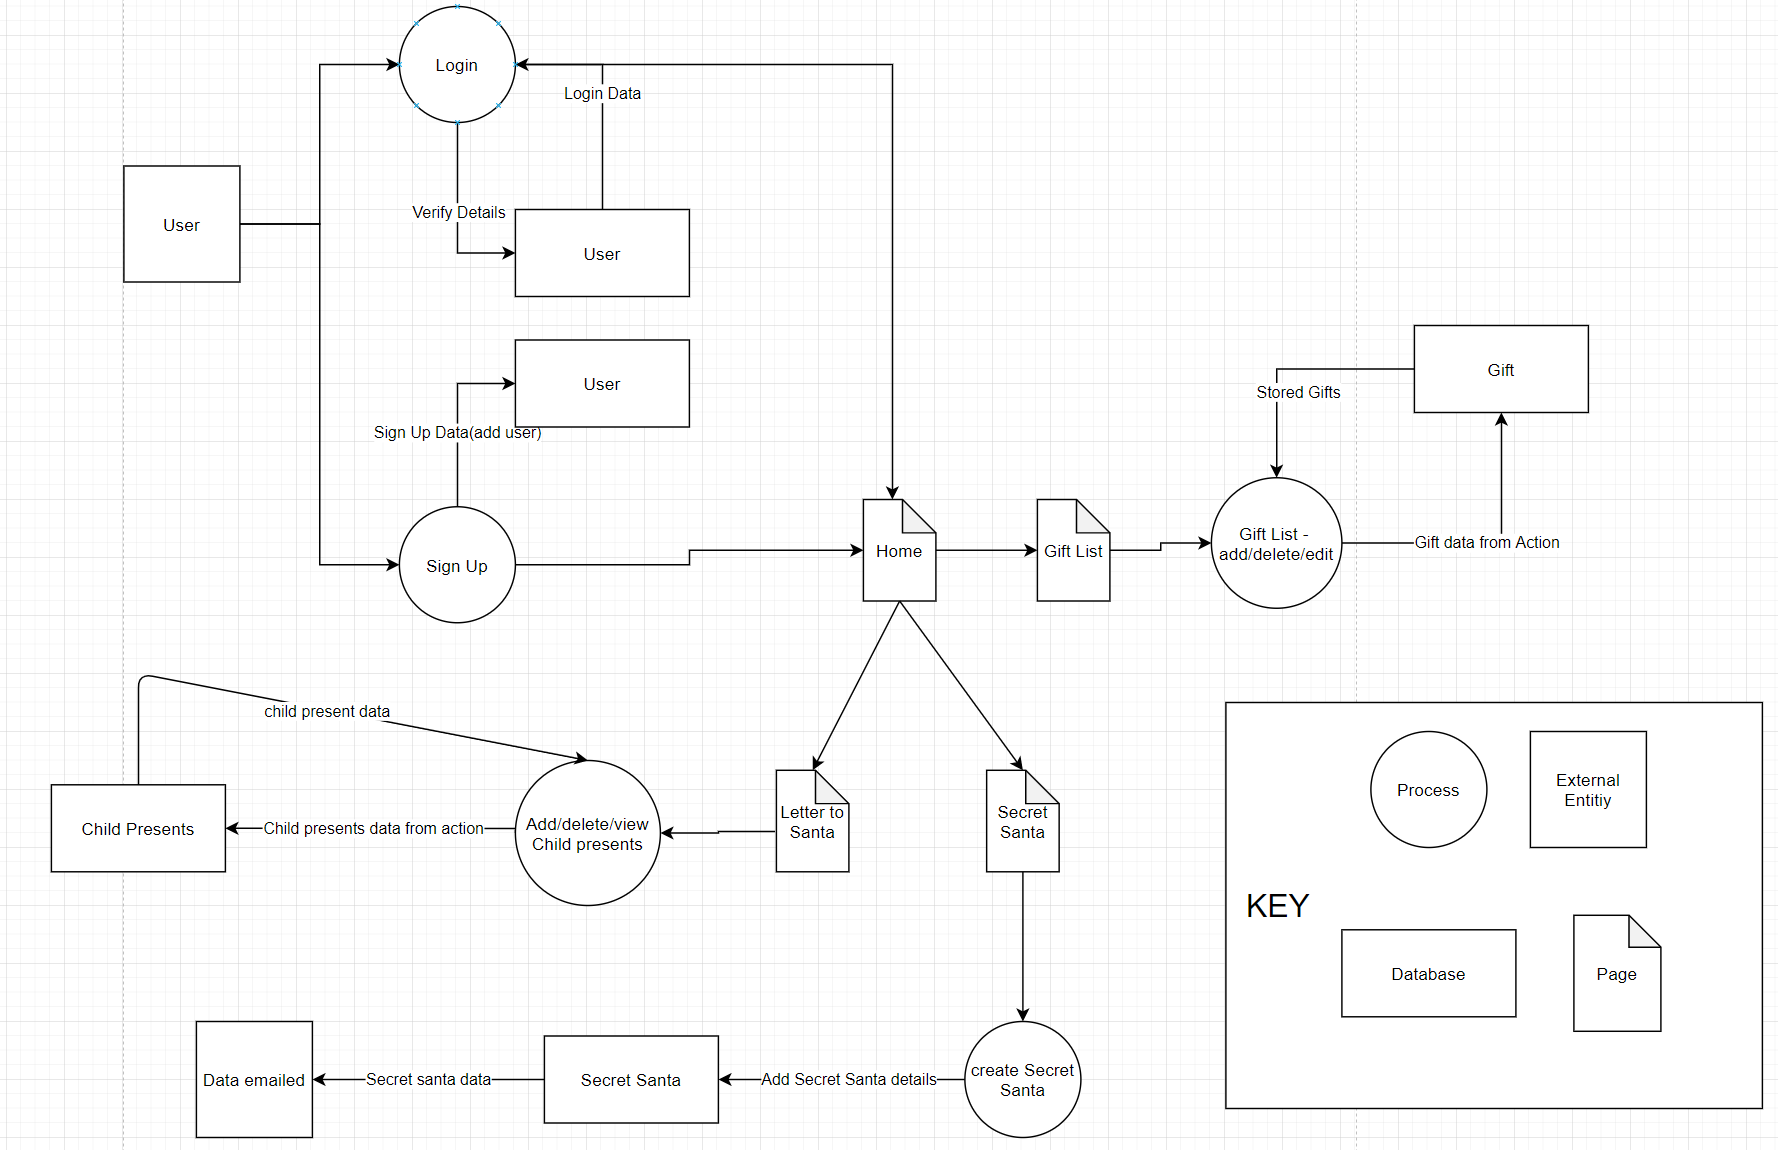 Login
Login Data
User
Verify Details
User
User
Sign Up Data(add user)
Sign Up
Gift
Stored Gifts
Home
Gift List
Gift List -
add/delete/edit
Gift data from Action
child present data
Child Presents
Child presents data from action
Add/delete/view
Child presents
Letter to
Santa
Secret
Santa
Data emailed
Secret santa data
Secret Santa
Add Secret Santa details
create Secret
Santa
KEY
Process
External
Entitiy
Database
Page